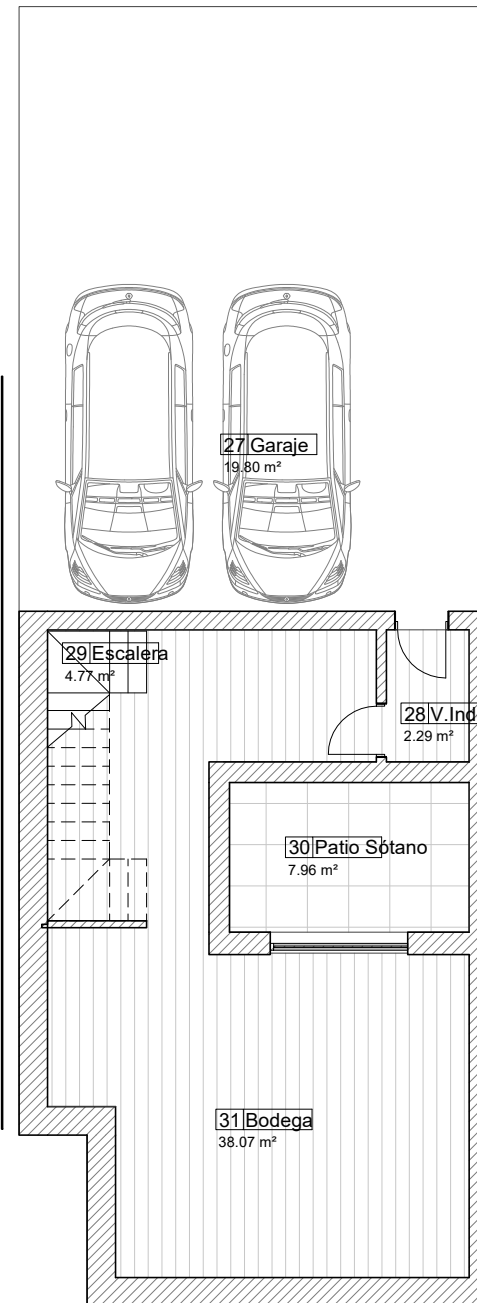 27 Garaje
19.80 m²
29 Escalera
4.77 m²
28 V.Ind
2.29 m²
30 Patio Sótano
7.96 m²
31 Bodega
38.07 m²